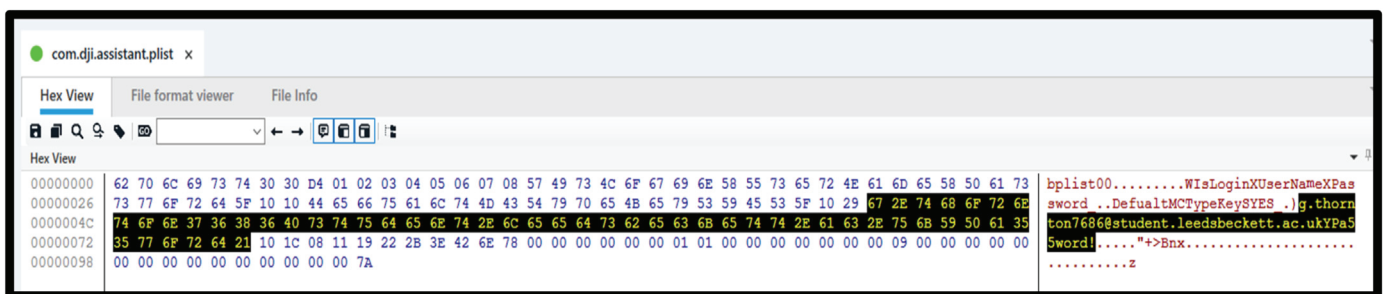 com.dji.assistant.plist x
Hex View File format viewer File Info
GO
Hex View
00000000 62 70 6C 69 73 74 30 30 D4 01 02 03 04 05 06 07 08 57 49 73 4C 6F 67 69 6E 58 55 73 65 72 4E 61 6D 65 58 50 61 73 bplist00.........WIsLoginXUserNameXPas
00000026 73 77 6F 72 64 5F 10 10 44 65 66 75 61 6C 74 4D 43 54 79 70 65 4B 65 79 53 59 45 53 5F 10 29 67 2E 74 68 6F 72 6E sword_..DefualtMCTypeKeySYES_.)g.thorn
0000004C 74 6F 6E 37 36 38 36 40 73 74 75 64 65 6E 74 2E 6C 65 65 64 73 62 65 63 6B 65 74 74 2E 61 63 2E 75 6B 59 50 61 35 ton7686@student.leedsbeckett.ac.ukYPa5
00000072 35 77 6F 72 64 21 10 1C 08 11 19 22 2B 3E 42 6E 78 00 00 00 00 00 00 01 01 00 00 00 00 00 00 00 09 00 00 00 00 00 5word!....."+>Bnx.....................
00000098 00 00 00 00 00 00 00 00 00 00 7A ..........z